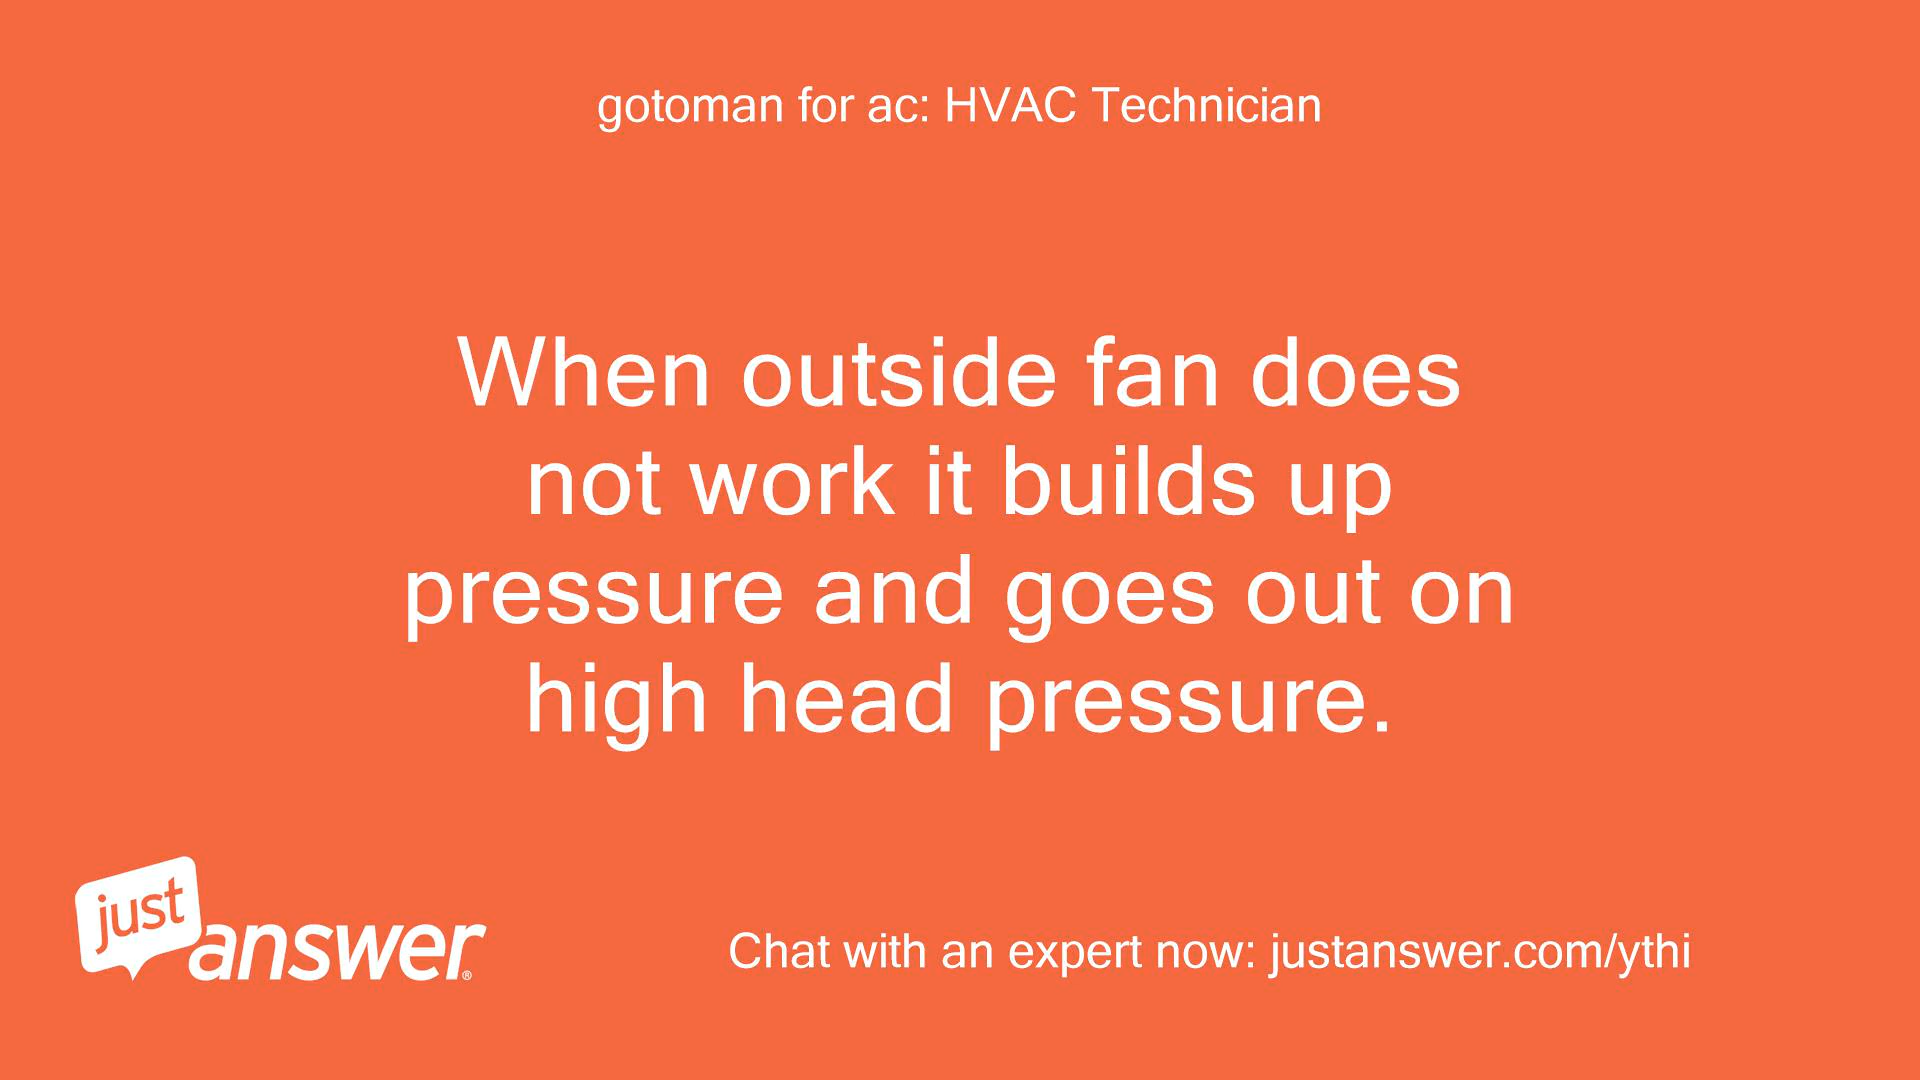 gotoman for ac: HVAC Technician
When outside fan does
not work it builds up
pressure and goes out on
high head pressure.
just
answer®
Chat with an expert now: justanswer.com/ythi